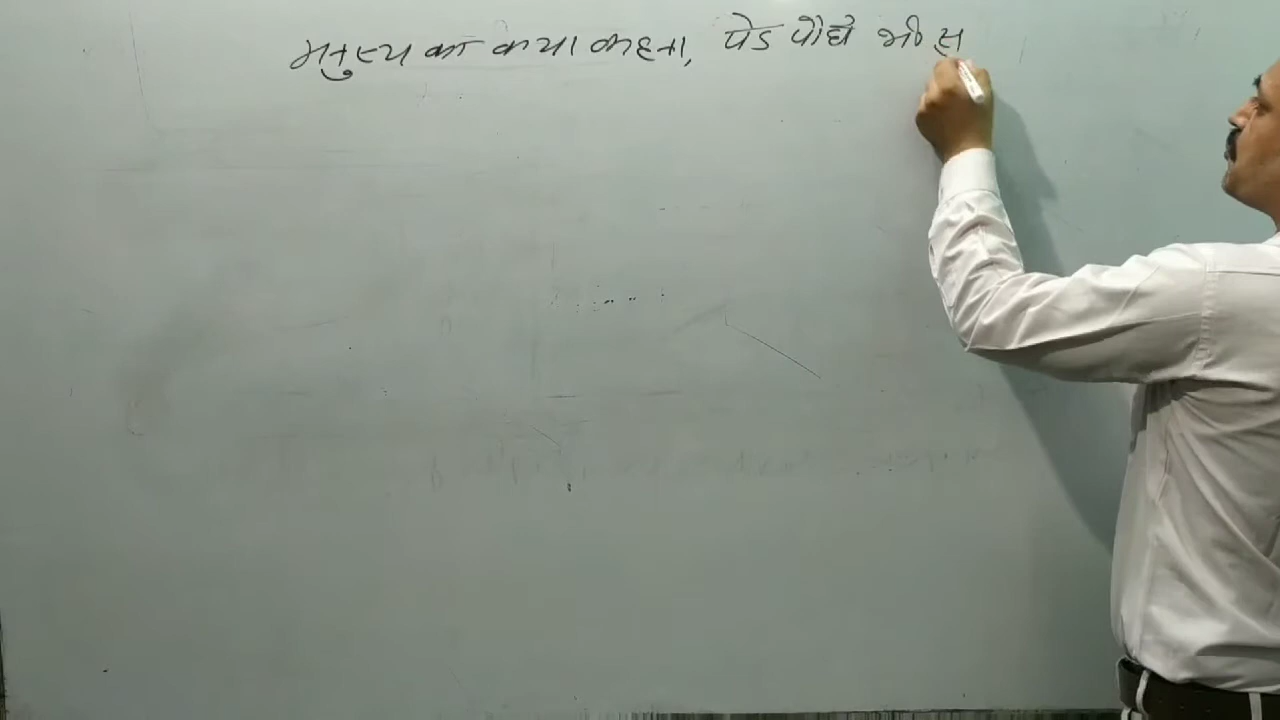 मनुष्य का क्या कहना, पेड पौधे भी स